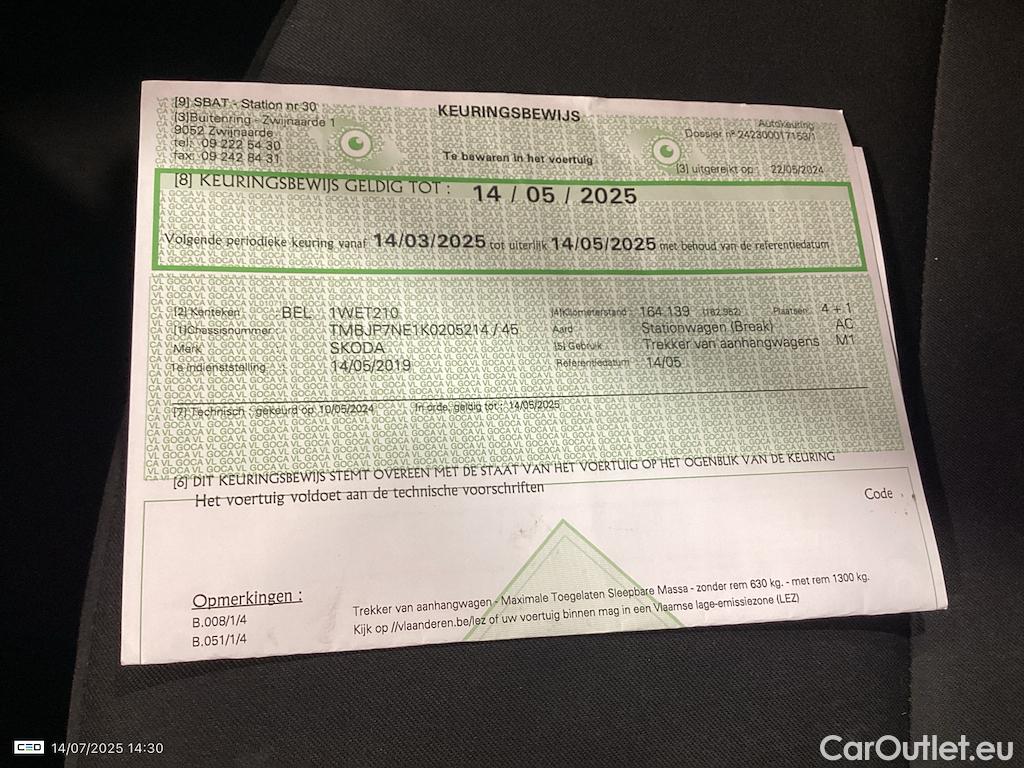 [9] SBAT - Station nr 30
[3]Buitenring - Zwijnaarde 1
9052 Zwijnaarde
tel: 09 222 54 30
fax: 09 242 84 31
KEURINGSBEWIJS
Te bewaren in het voertuig
Autokeuring
Dossier nº 242300017153/1
[3] uitgereikt op : 22/05/2024
[8] KEURINGSBEWIJS GELDIG TOT : 14 / 05 / 2025
Volgende periodieke keuring vanaf 14/03/2025 tot uiterlijk 14/05/2025 met behoud van de referentiedatum
[2] Kenteken : BEL 1WET210
[1]Chassisnummer : TMBJP7NE1K0205214 / 45
Merk : SKODA
1e indienststelling : 14/05/2019
[4]Kilometerstand : 164.139 (162.982) Plaatsen: 4 + 1
Aard : Stationwagen (Break) AC
[5] Gebruik : Trekker van aanhangwagens M1
Referentiedatum : 14/05
[7] Technisch : gekeurd op 10/05/2024 In orde, geldig tot : 14/05/2025
[6] DIT KEURINGSBEWIJS STEMT OVEREEN MET DE STAAT VAN HET VOERTUIG OP HET OGENBLIK VAN DE KEURING
Het voertuig voldoet aan de technische voorschriften
Code
Opmerkingen :
B.008/1/4 Trekker van aanhangwagen - Maximale Toegelaten Sleepbare Massa - zonder rem 630 kg. - met rem 1300 kg.
B.051/1/4 Kijk op //vlaanderen.be/lez of uw voertuig binnen mag in een Vlaamse lage-emissiezone (LEZ)
CEO 14/07/2025 14:30
CarOutlet.eu